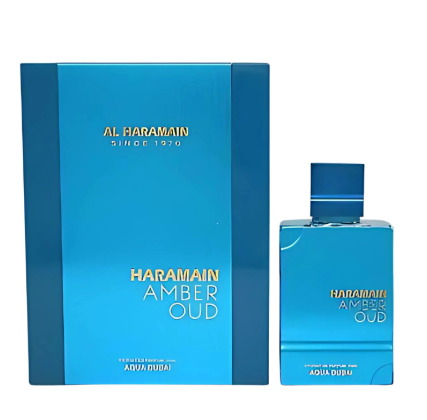 AL HARAMAIN
SINCE 1970
HARAMAIN
AMBER
OUD
AQUA DUBAI
HARAMAIN
AMBER
OUD
AQUA DUBAI